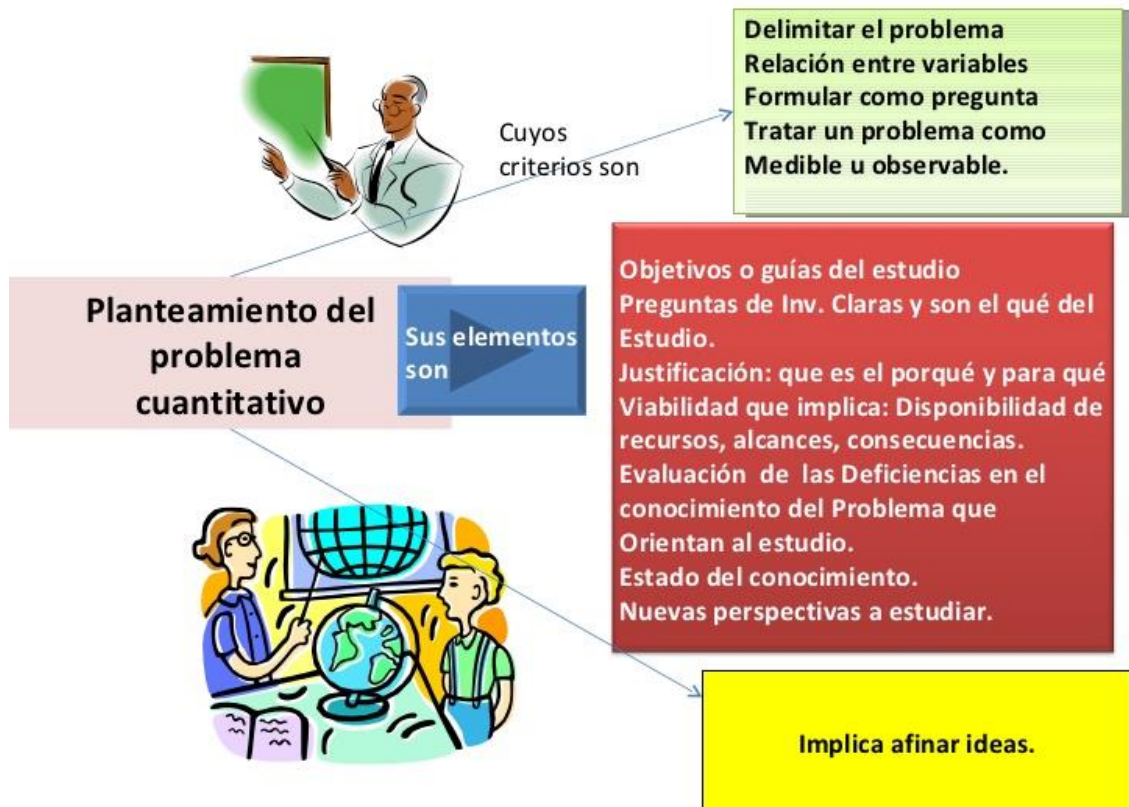 Delimitar el problema
Relación entre variables
Formular como pregunta
Tratar un problema como
Medible u observable.
Cuyos
criterios son
Planteamiento del
problema
cuantitativo
Sus elementos
son
Objetivos o guías del estudio
Preguntas de Inv. Claras y son el qué del
Estudio.
Justificación: que es el porqué y para qué
Viabilidad que implica: Disponibilidad de
recursos, alcances, consecuencias.
Evaluación de las Deficiencias en el
conocimiento del Problema que
Orientan al estudio.
Estado del conocimiento.
Nuevas perspectivas a estudiar.
Implica afinar ideas.